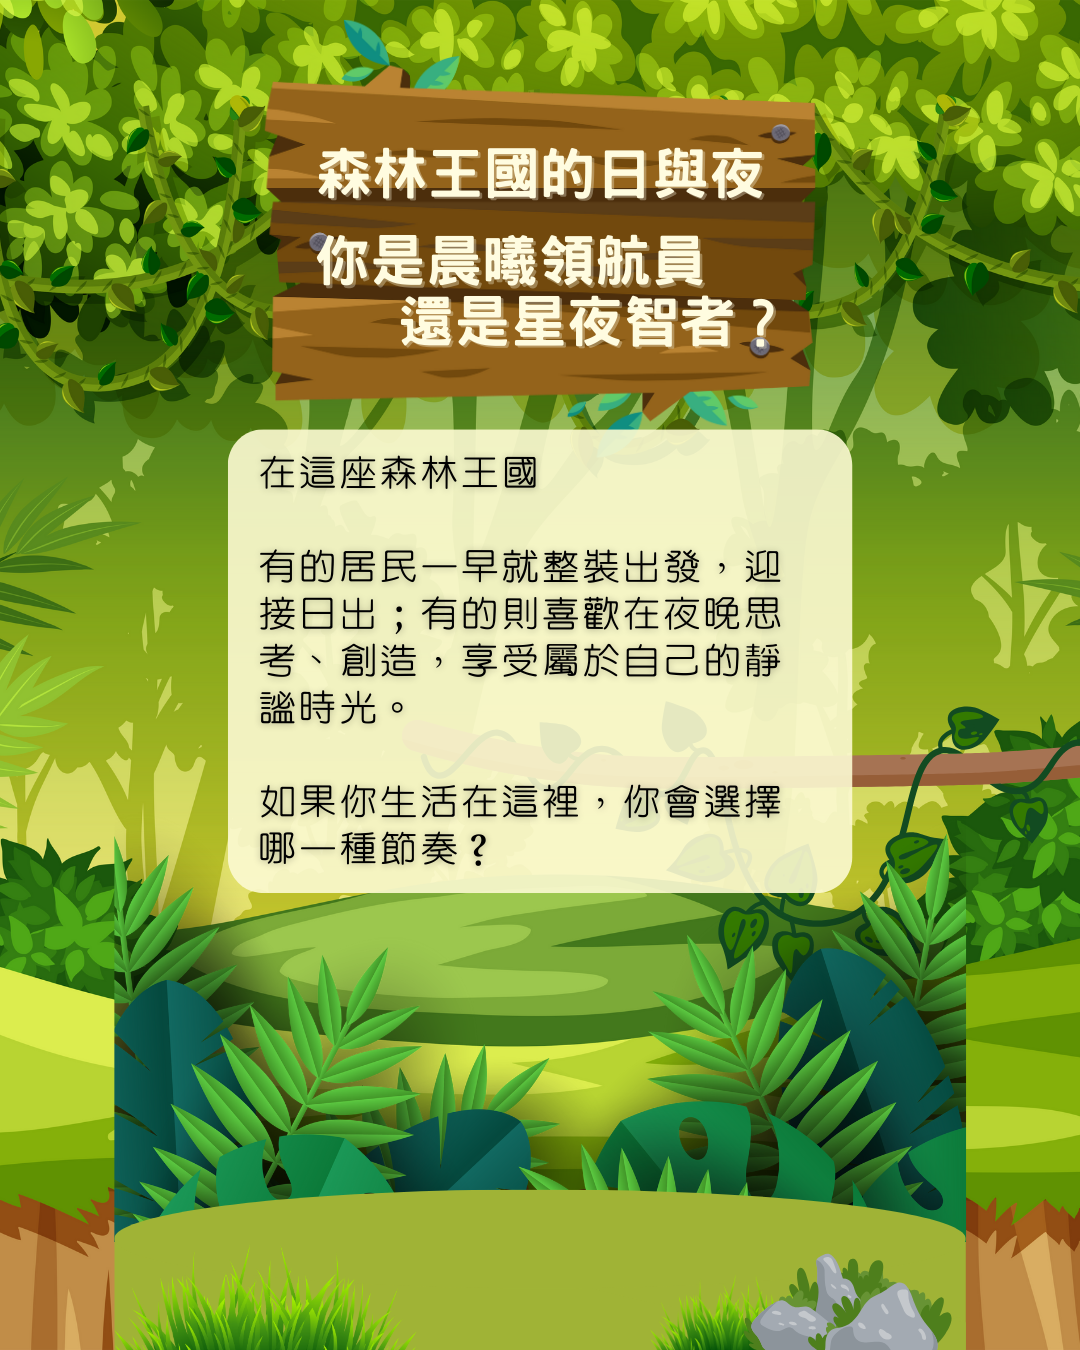 森林王國的日與夜
你是晨曦領航員
還是星夜智者？
在這座森林王國
有的居民一早就整裝出發，迎
接日出；有的則喜歡在夜晚思
考、創造，享受屬於自己的靜
謐時光。
如果你生活在這裡，你會選擇
哪一種節奏？